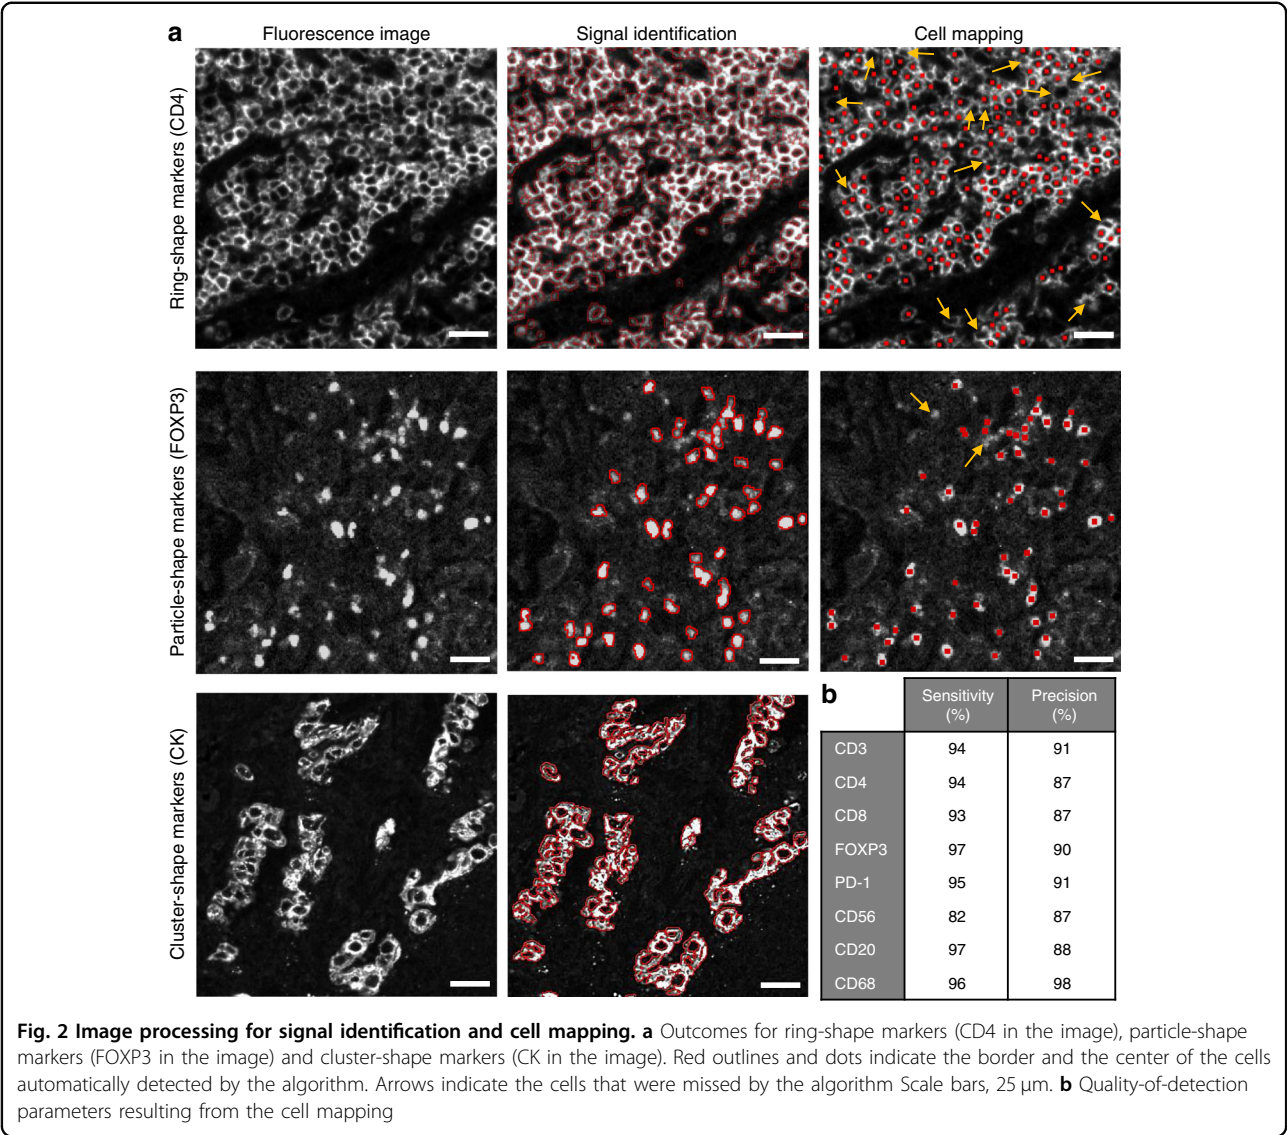 a
Fluorescence image
Signal identification
Cell mapping
Ring-shape markers (CD4)
Particle-shape markers (FOXP3)
Cluster-shape markers (CK)
b
Sensitivity (%)
Precision (%)
CD3 94 91
CD4 94 87
CD8 93 87
FOXP3 97 90
PD-1 95 91
CD56 82 87
CD20 97 88
CD68 96 98
Fig. 2 Image processing for signal identification and cell mapping. a Outcomes for ring-shape markers (CD4 in the image), particle-shape
markers (FOXP3 in the image) and cluster-shape markers (CK in the image). Red outlines and dots indicate the border and the center of the cells
automatically detected by the algorithm. Arrows indicate the cells that were missed by the algorithm Scale bars, 25 μm. b Quality-of-detection
parameters resulting from the cell mapping